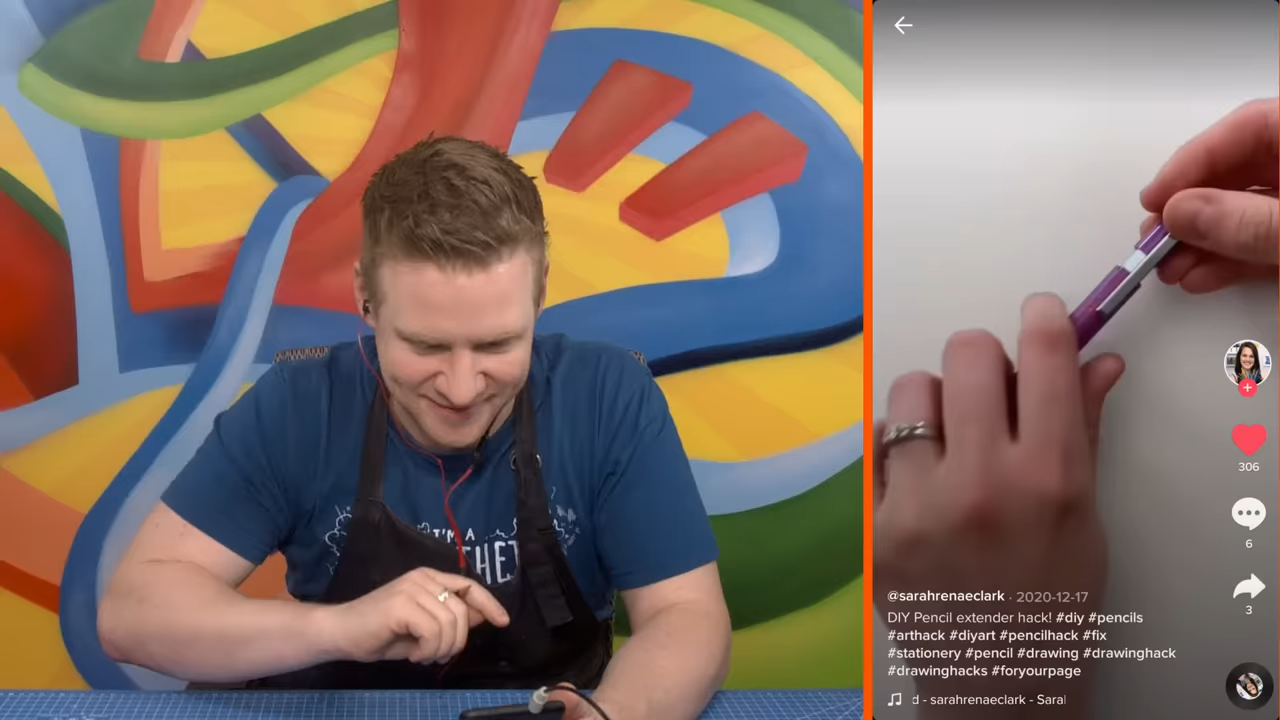 I'M A
@sarahrenaeclark · 2020-12-17
DIY Pencil extender hack! #diy #pencils
#arthack #diyart #pencilhack #fix
#stationery #pencil #drawing #drawinghack
#drawinghacks #foryourpage
d - sarahrenaeclark - Saral
306
6
3